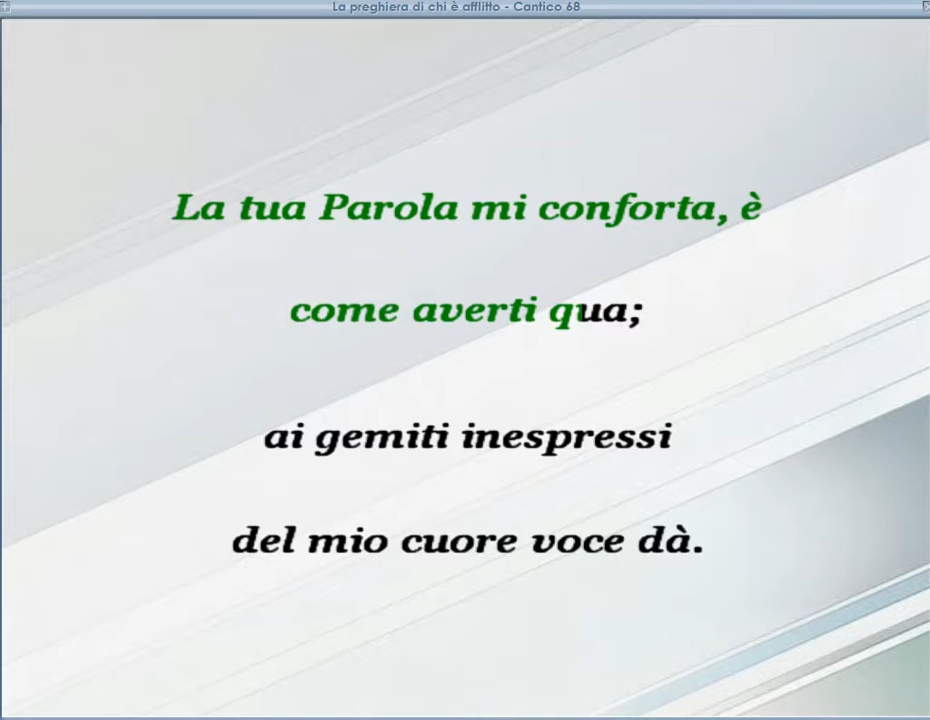 La preghiera di chi è afflitto - Cantico 68
La tua Parola mi conforta, è
come averti qua;
ai gemiti inespressi
del mio cuore voce dà.